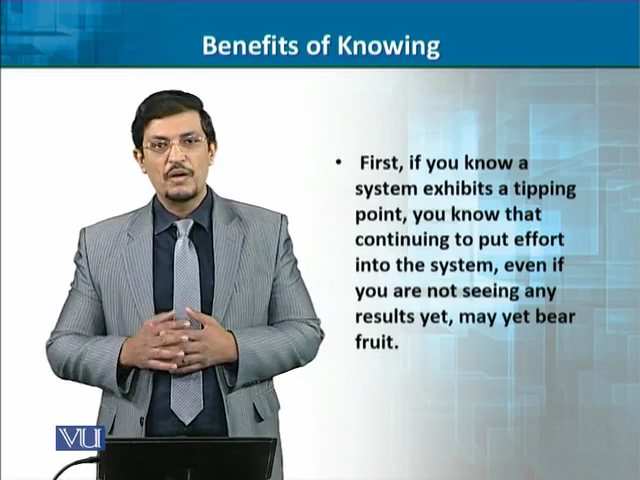 Benefits of Knowing
• First, if you know a
system exhibits a tipping
point, you know that
continuing to put effort
into the system, even if
you are not seeing any
results yet, may yet bear
fruit.
VU